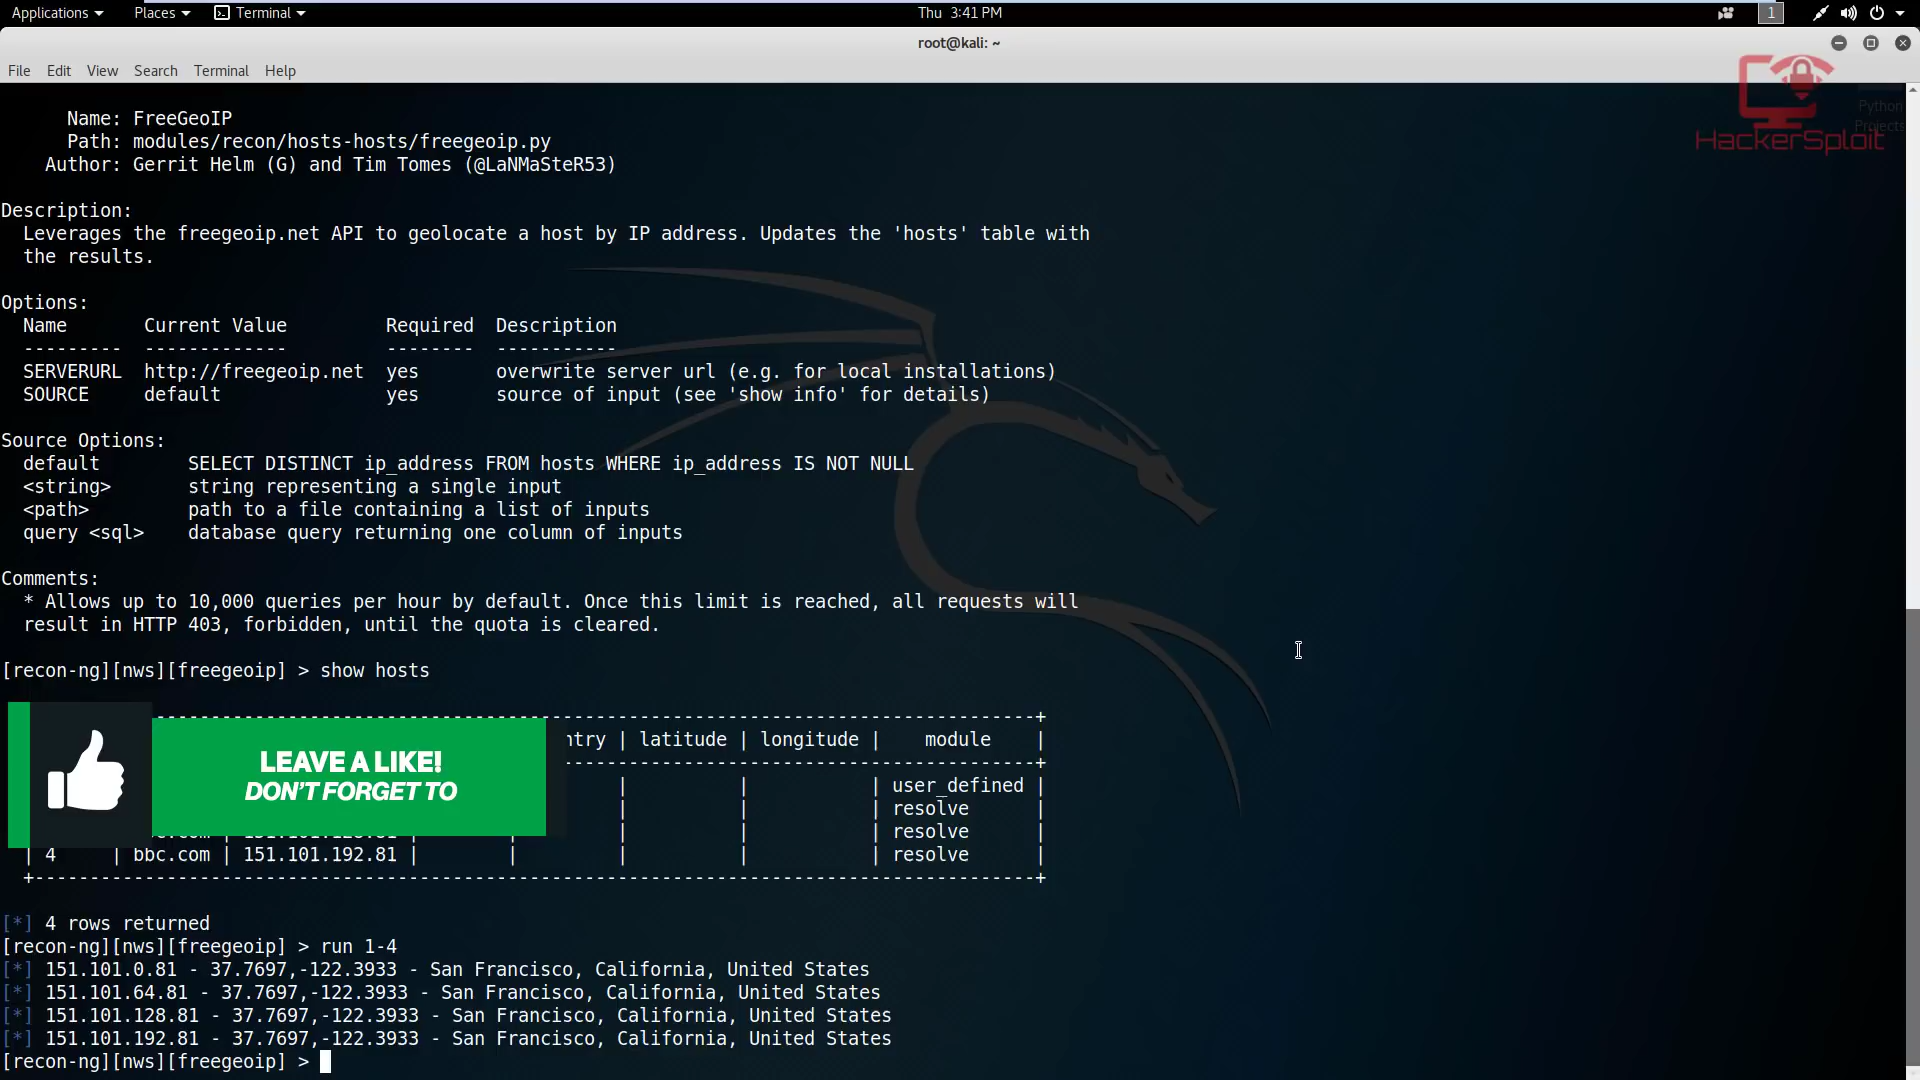 Applications Places Terminal Thu 3:41 PM 1
root@kali: ~
File Edit View Search Terminal Help
Python
Projects
HackerSploit
Name: FreeGeoIP
Path: modules/recon/hosts-hosts/freegeoip.py
Author: Gerrit Helm (G) and Tim Tomes (@LaNMaSteR53)
Description:
Leverages the freegeoip.net API to geolocate a host by IP address. Updates the 'hosts' table with
the results.
Options:
Name Current Value Required Description
--------- ------------- -------- -----------
SERVERURL http://freegeoip.net yes overwrite server url (e.g. for local installations)
SOURCE default yes source of input (see 'show info' for details)
Source Options:
default SELECT DISTINCT ip_address FROM hosts WHERE ip_address IS NOT NULL
<string> string representing a single input
<path> path to a file containing a list of inputs
query <sql> database query returning one column of inputs
Comments:
* Allows up to 10,000 queries per hour by default. Once this limit is reached, all requests will
result in HTTP 403, forbidden, until the quota is cleared.
[recon-ng][nws][freegeoip] > show hosts
ntry | latitude | longitude | module |
LEAVE A LIKE!
DON'T FORGET TO
| | | user_defined |
| | | resolve |
| | | resolve |
| 4 | bbc.com | 151.101.192.81 | | | | | resolve |
[*] 4 rows returned
[recon-ng][nws][freegeoip] > run 1-4
[*] 151.101.0.81 - 37.7697,-122.3933 - San Francisco, California, United States
[*] 151.101.64.81 - 37.7697,-122.3933 - San Francisco, California, United States
[*] 151.101.128.81 - 37.7697,-122.3933 - San Francisco, California, United States
[*] 151.101.192.81 - 37.7697,-122.3933 - San Francisco, California, United States
[recon-ng][nws][freegeoip] >